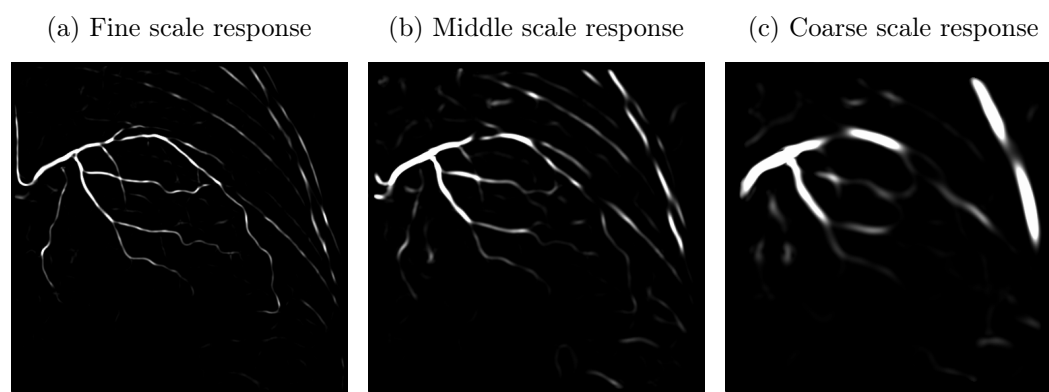 (a) Fine scale response
(b) Middle scale response
(c) Coarse scale response